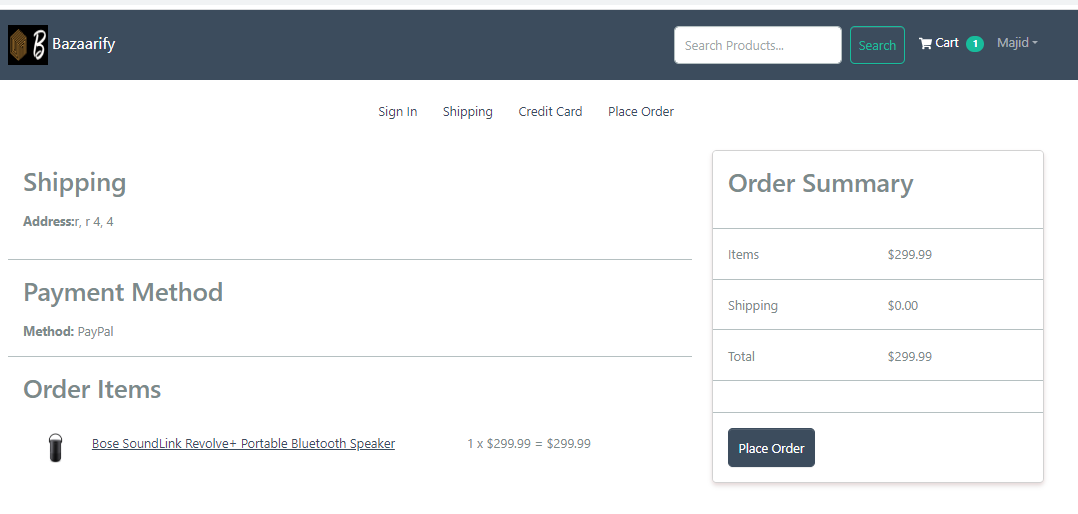 B Bazaarify
Search Products...
Search
Cart 1
Majid
Sign In Shipping Credit Card Place Order
Shipping
Address:r, r 4, 4
Payment Method
Method: PayPal
Order Items
Bose SoundLink Revolve+ Portable Bluetooth Speaker 1 x $299.99 = $299.99
Order Summary
Items $299.99
Shipping $0.00
Total $299.99
Place Order